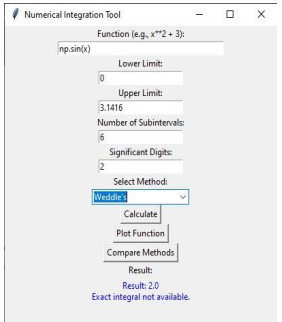 Numerical Integration Tool
Function (e.g., x**2 + 3):
np.sin(x)
Lower Limit:
0
Upper Limit:
3.1416
Number of Subintervals:
6
Significant Digits:
2
Select Method:
Weddle's
Calculate
Plot Function
Compare Methods
Result:
Result: 2.0
Exact integral not available.